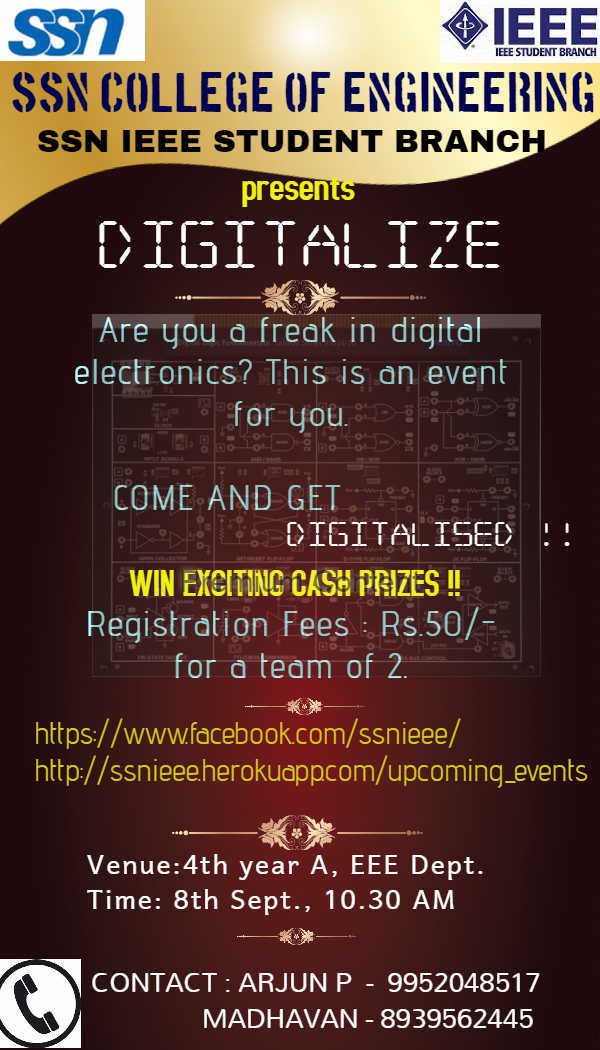 ssn
IEEE
IEEE STUDENT BRANCH
SSN COLLEGE OF ENGINEERING
SSN IEEE STUDENT BRANCH
presents
DIGITALIZE
Are you a freak in digital
electronics? This is an event
for you.
COME AND GET
DIGITALISED !!
WIN EXCITING CASH PRIZES !!
Registration Fees : Rs.50/-
for a team of 2.
https://www.facebook.com/ssnieee/
http://ssnieee.herokuapp.com/upcoming_events
Venue:4th year A, EEE Dept.
Time: 8th Sept., 10.30 AM
CONTACT : ARJUN P - 9952048517
MADHAVAN - 8939562445